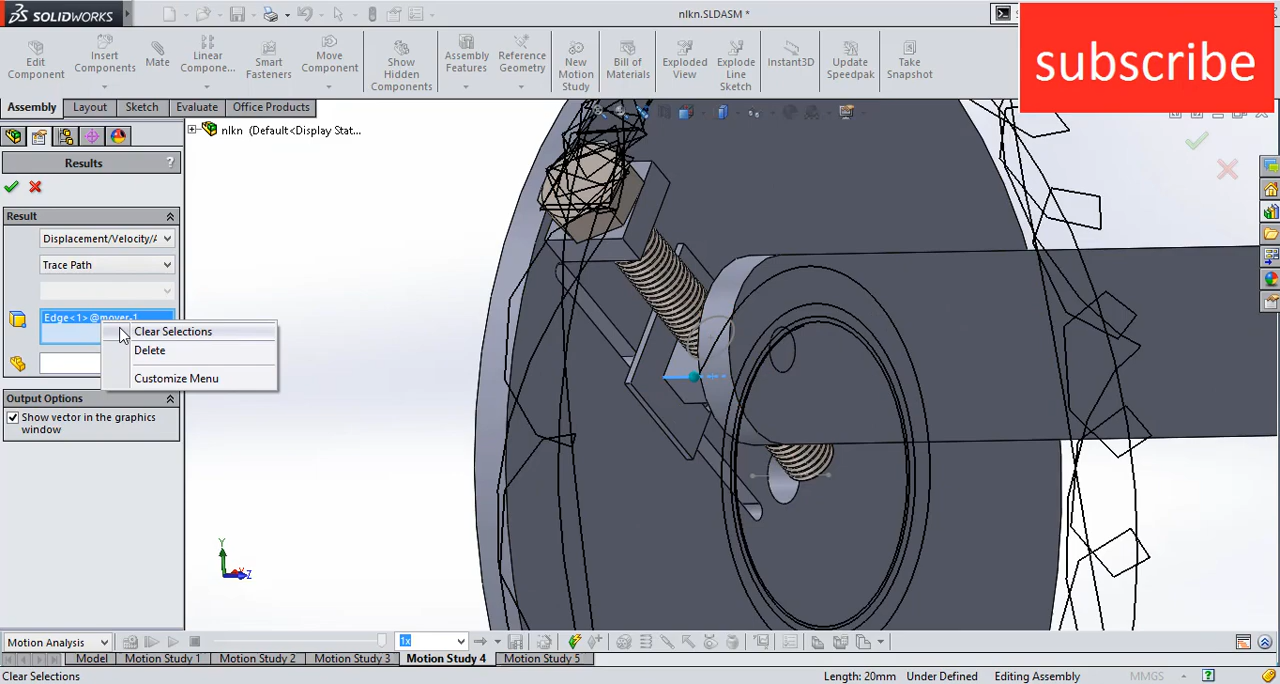 SOLIDWORKS
nlkn.SLDASM *
subscribe
Edit Component
Insert Components
Mate
Linear Compone...
Smart Fasteners
Move Component
Show Hidden Components
Assembly Features
Reference Geometry
New Motion Study
Bill of Materials
Exploded View
Explode Line Sketch
Instant3D
Update Speedpak
Take Snapshot
Assembly Layout Sketch Evaluate Office Products
nlkn (Default<Display Stat...
Results ?
Result
Displacement/Velocity/A
Trace Path
Edge<1>@mover-1
Clear Selections
Delete
Customize Menu
Output Options
Show vector in the graphics
window
Y
X
Z
Motion Analysis
1x
Model Motion Study 1 Motion Study 2 Motion Study 3 Motion Study 4 Motion Study 5
Clear Selections Length: 20mm Under Defined Editing Assembly MMGS ?